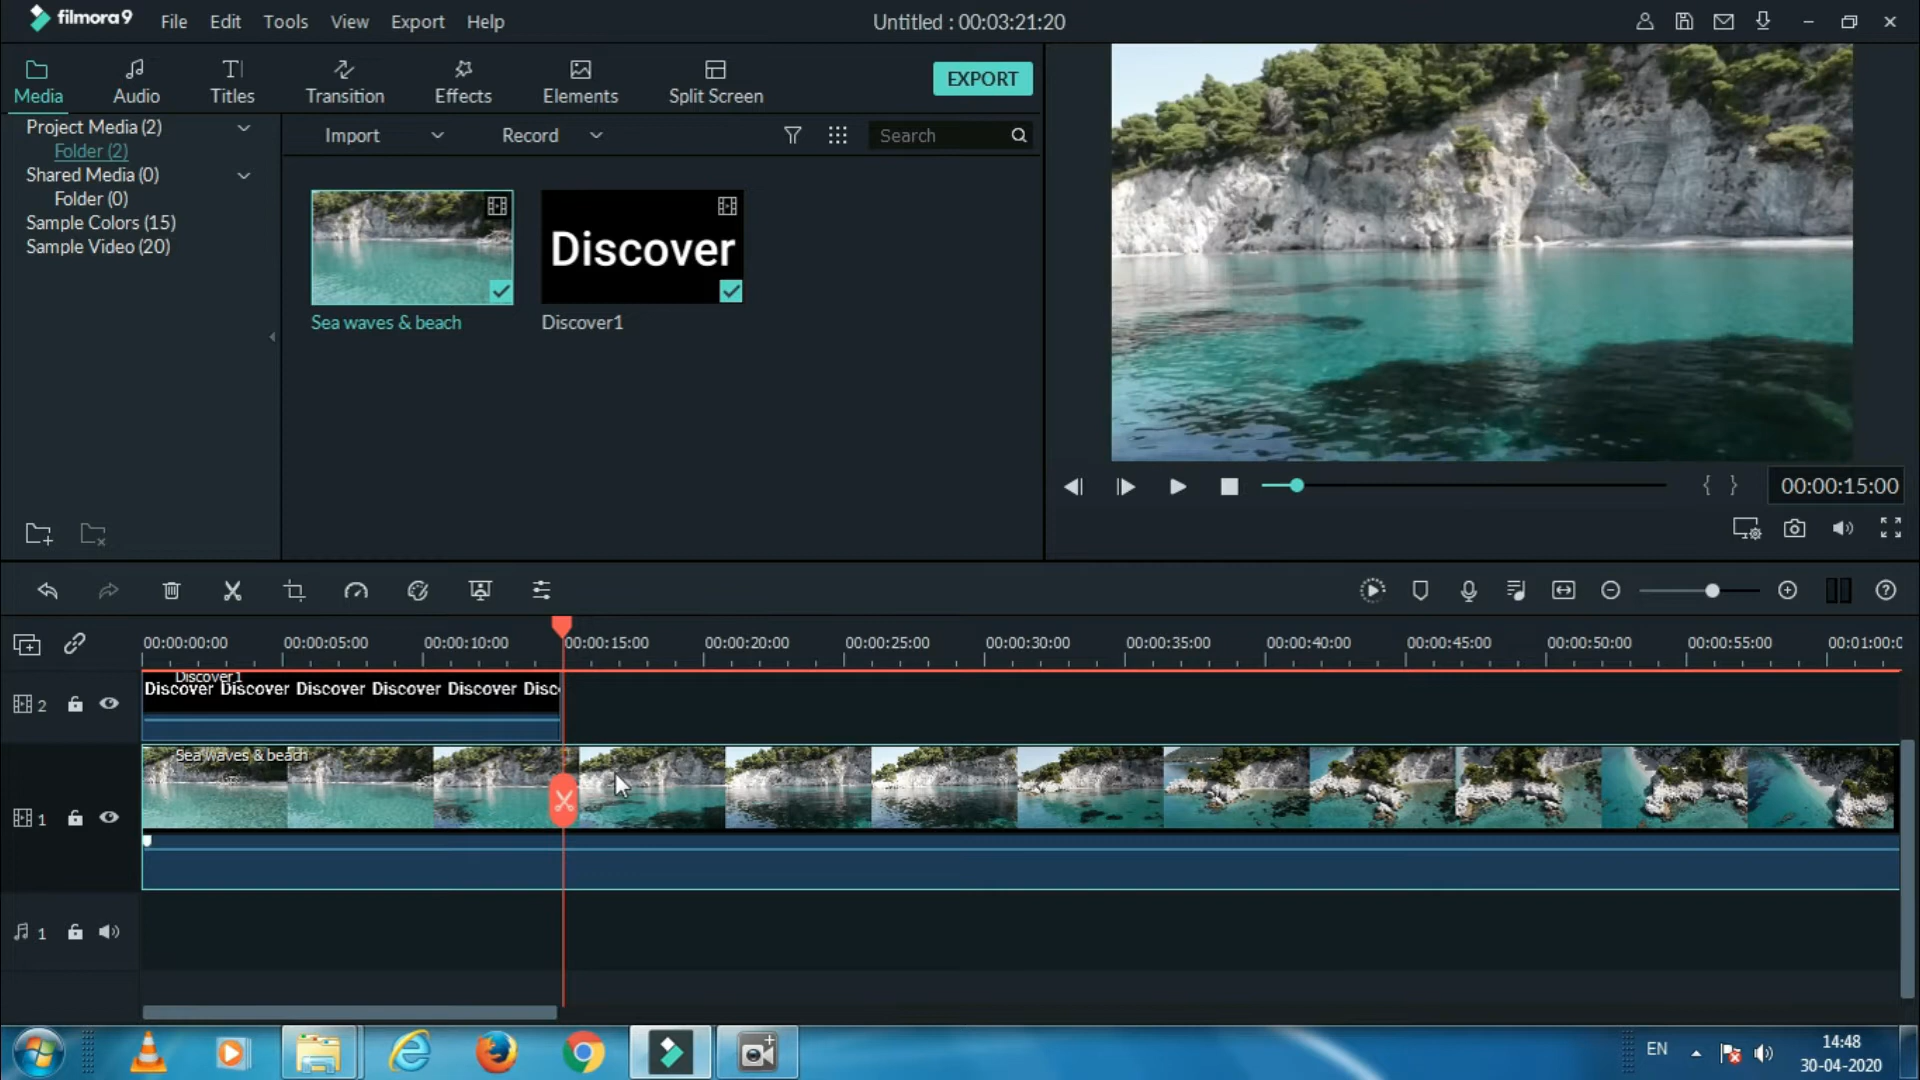 filmora9 File Edit Tools View Export Help Untitled : 00:03:21:20
Media Audio Titles Transition Effects Elements Split Screen EXPORT
Project Media (2)
Folder (2)
Shared Media (0)
Folder (0)
Sample Colors (15)
Sample Video (20)
Import Record Search
Discover
Sea waves & beach Discover1
00:00:15:00
00:00:00:00 00:00:05:00 00:00:10:00 00:00:15:00 00:00:20:00 00:00:25:00 00:00:30:00 00:00:35:00 00:00:40:00 00:00:45:00 00:00:50:00 00:00:55:00 00:01:00:0
Discover1
Discover Discover Discover Discover Discover Disc
2
Sea waves & beach
1
1
EN
14:48
30-04-2020